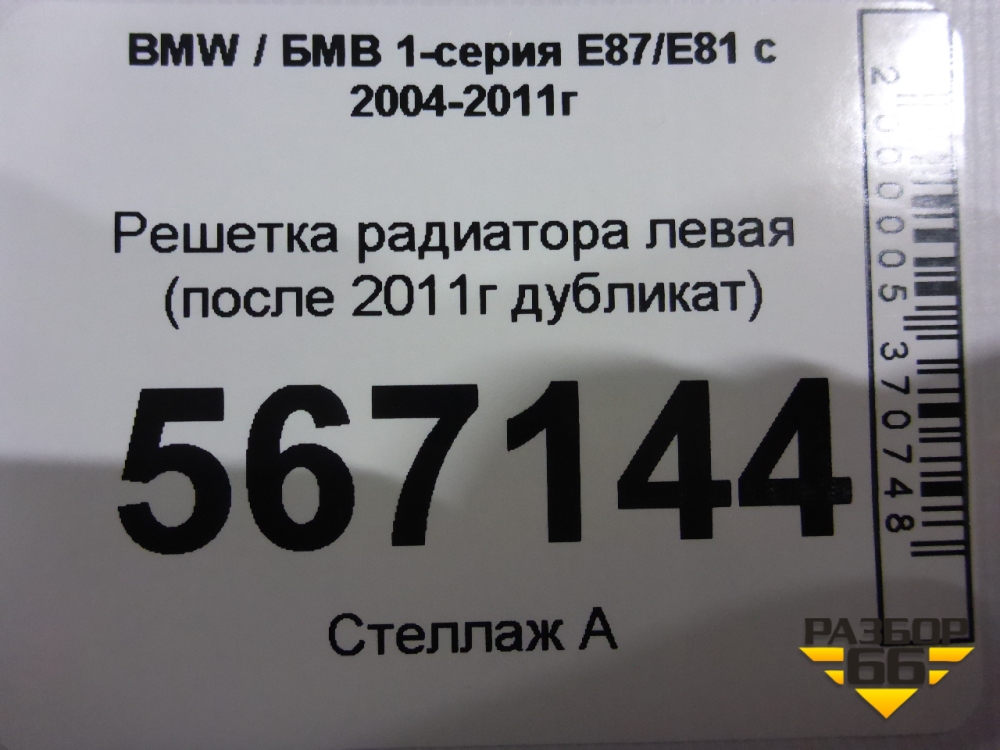 BMW / БМВ 1-серия E87/E81 с
2004-2011г
Решетка радиатора левая
(после 2011г дубликат)
567144
Стеллаж А
2000005370748
РАЗБОР
66